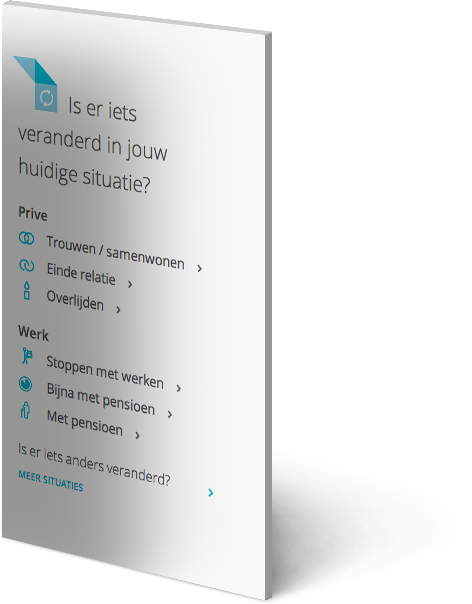 Is er iets
veranderd in jouw
huidige situatie?
Prive
Trouwen / samenwonen
Einde relatie
Overlijden
Werk
Stoppen met werken
Bijna met pensioen
Met pensioen
Is er iets anders veranderd?
MEER SITUATIES